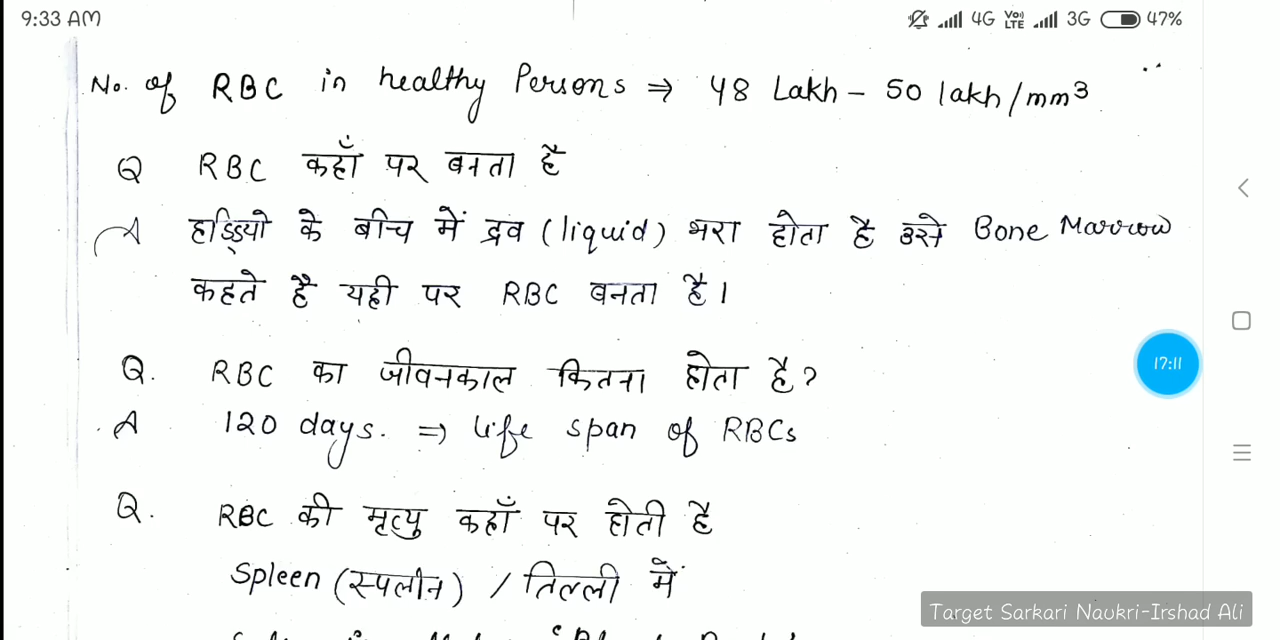 9:33 AM 4G VoLTE 3G 47%
No. of RBC in healthy Persons ⇒ 48 Lakh - 50 lakh/mm³
Q RBC कहाँ पर बनता है
A हड्डियो के बीच में द्रव (liquid) भरा होता है उसे Bone Marrow
कहते है यही पर RBC बनता है।
Q. RBC का जीवनकाल कितना होता है?
A 120 days. ⇒ life span of RBCs
17:11
Q. RBC की मृत्यु कहाँ पर होती है
Spleen (स्पलीन) / तिल्ली में
Target Sarkari Naukri-Irshad Ali